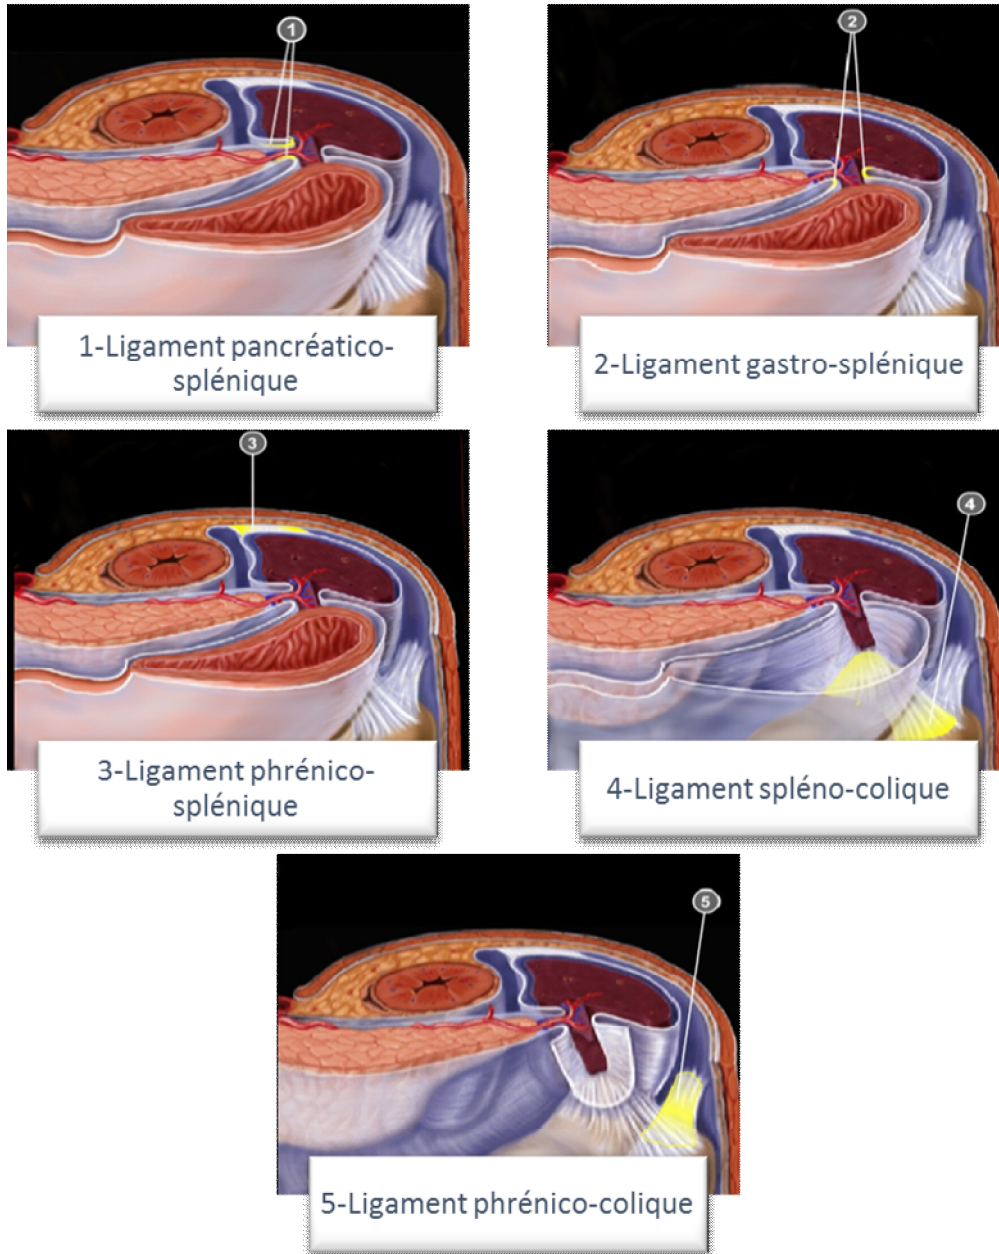 1
2
1-Ligament pancréatico-
splénique
2-Ligament gastro-splénique
3
4
3-Ligament phrénico-
splénique
4-Ligament spléno-colique
5
5-Ligament phrénico-colique